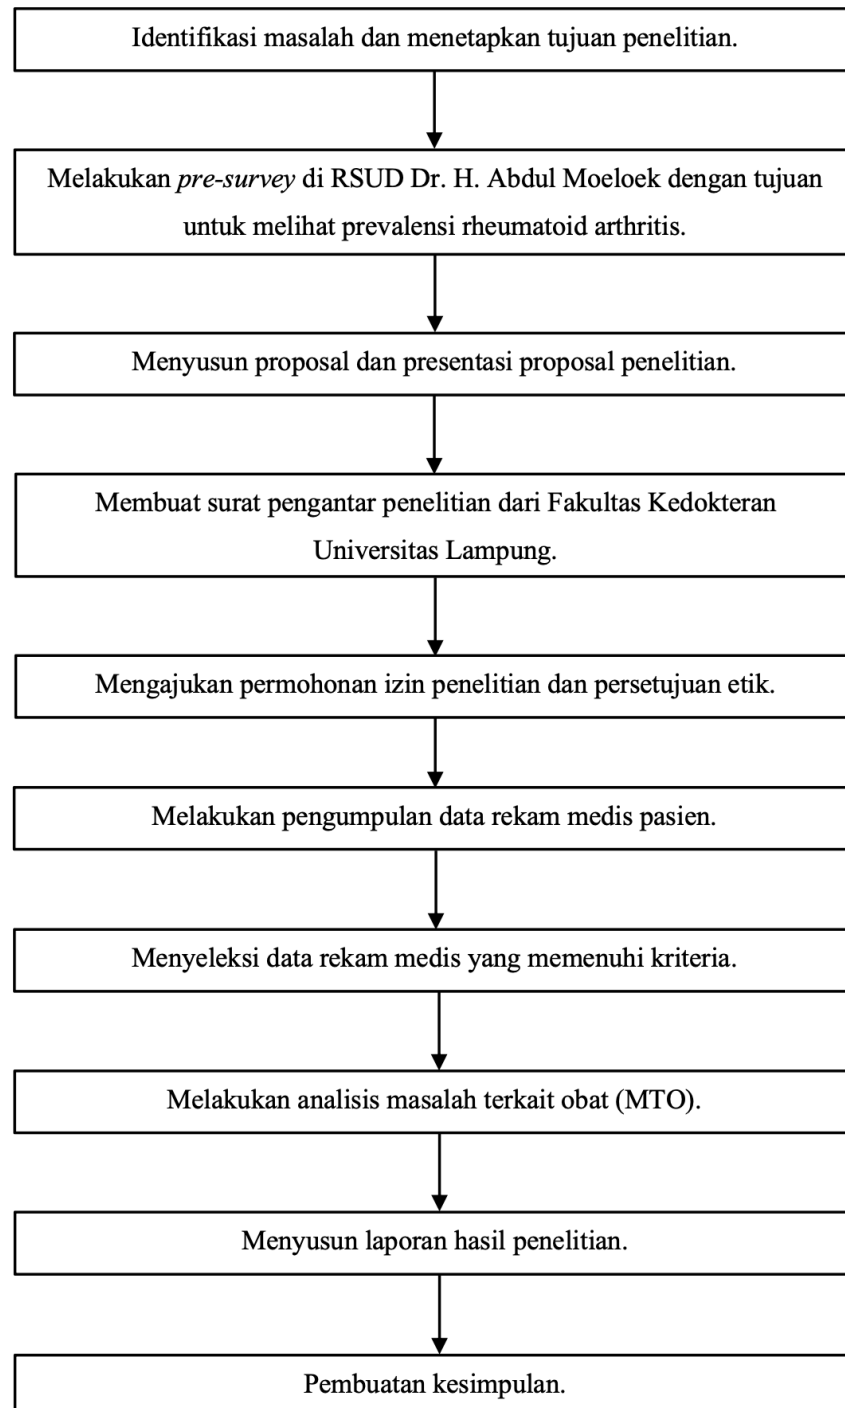 Identifikasi masalah dan menetapkan tujuan penelitian.
Melakukan pre-survey di RSUD Dr. H. Abdul Moeloek dengan tujuan
untuk melihat prevalensi rheumatoid arthritis.
Menyusun proposal dan presentasi proposal penelitian.
Membuat surat pengantar penelitian dari Fakultas Kedokteran
Universitas Lampung.
Mengajukan permohonan izin penelitian dan persetujuan etik.
Melakukan pengumpulan data rekam medis pasien.
Menyeleksi data rekam medis yang memenuhi kriteria.
Melakukan analisis masalah terkait obat (MTO).
Menyusun laporan hasil penelitian.
Pembuatan kesimpulan.